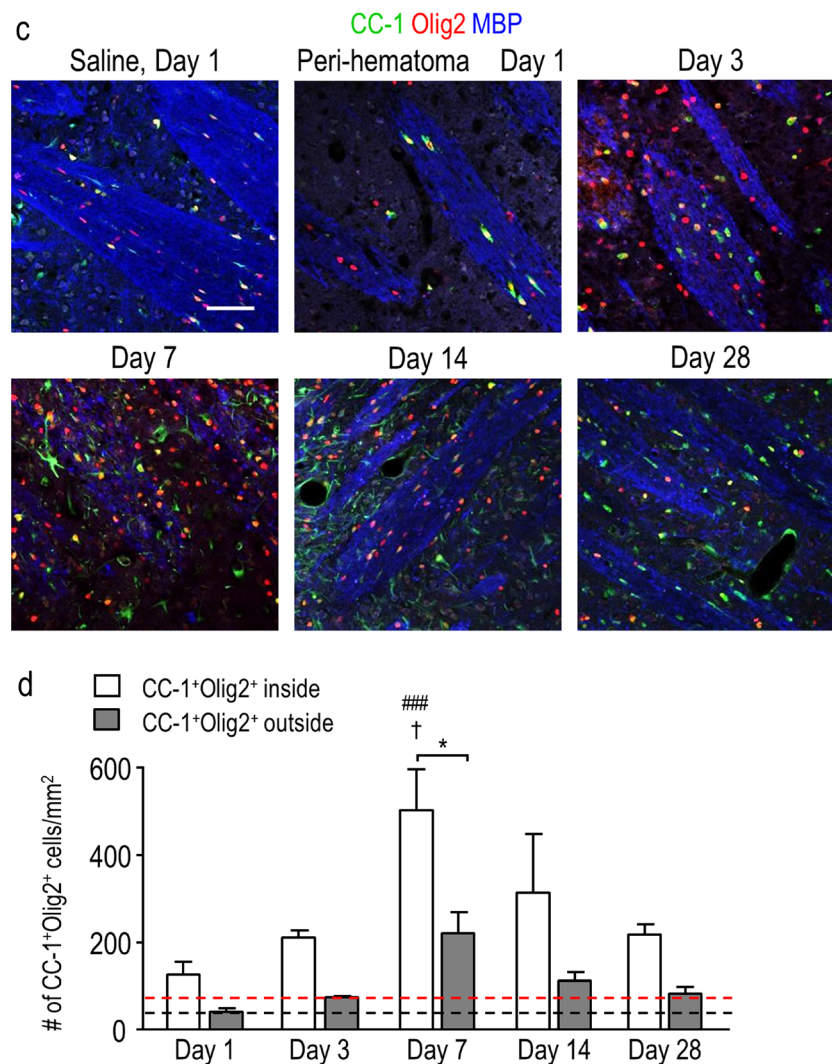 c
CC-1 Olig2 MBP
Saline, Day 1
Peri-hematoma Day 1
Day 3
Day 7
Day 14
Day 28
d
CC-1⁺Olig2⁺ inside
CC-1⁺Olig2⁺ outside
###
†
*
# of CC-1⁺Olig2⁺ cells/mm²
600
400
200
0
Day 1
Day 3
Day 7
Day 14
Day 28